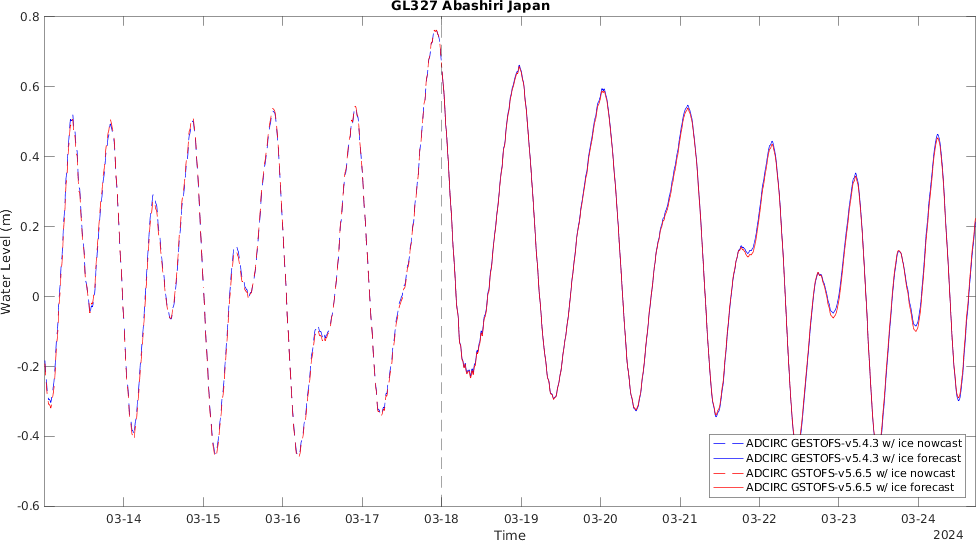 GL327 Abashiri Japan
0.8
0.6
0.4
0.2
0
-0.2
-0.4
-0.6
Water Level (m)
ADCIRC GESTOFS-v5.4.3 w/ ice nowcast
ADCIRC GESTOFS-v5.4.3 w/ ice forecast
ADCIRC GSTOFS-v5.6.5 w/ ice nowcast
ADCIRC GSTOFS-v5.6.5 w/ ice forecast
03-14 03-15 03-16 03-17 03-18 03-19 03-20 03-21 03-22 03-23 03-24
Time
2024